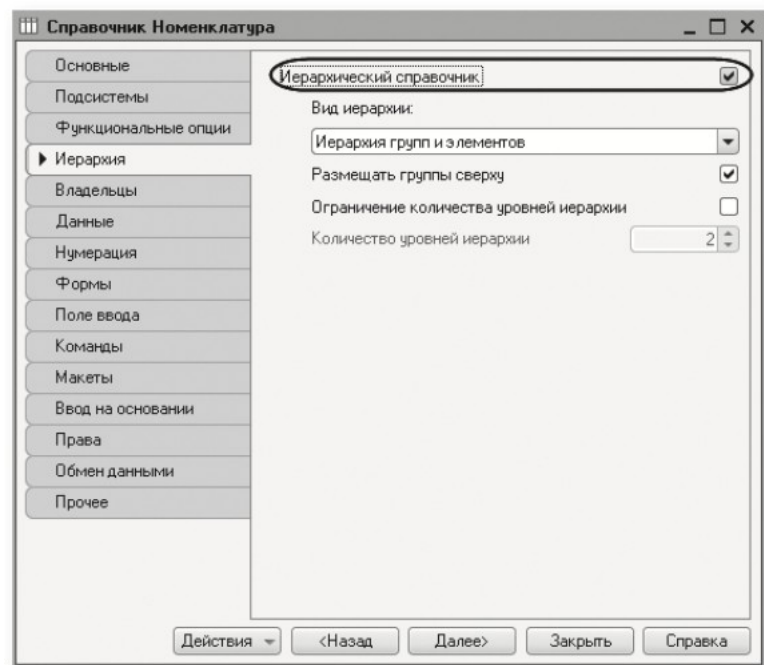 Справочник Номенклатура
Основные
Подсистемы
Функциональные опции
Иерархия
Владельцы
Данные
Нумерация
Формы
Поле ввода
Команды
Макеты
Ввод на основании
Права
Обмен данными
Прочее
Иерархический справочник
Вид иерархии:
Иерархия групп и элементов
Размещать группы сверху
Ограничение количества уровней иерархии
Количество уровней иерархии 2
Действия <Назад Далее> Закрыть Справка